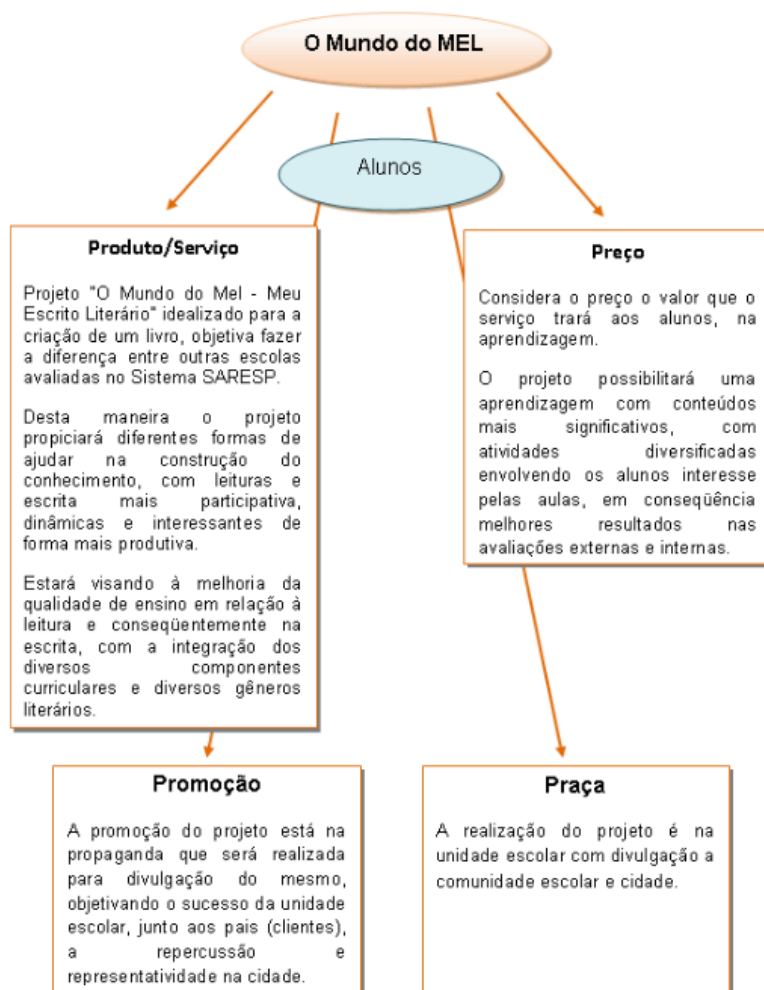 O Mundo do MEL
Alunos
Produto/Serviço
Projeto "O Mundo do Mel - Meu
Escrito Literário" idealizado para a
criação de um livro, objetiva fazer
a diferença entre outras escolas
avaliadas no Sistema SARESP.
Desta maneira o projeto
propiciará diferentes formas de
ajudar na construção do
conhecimento, com leituras e
escrita mais participativa,
dinâmicas e interessantes de
forma mais produtiva.
Estará visando à melhoria da
qualidade de ensino em relação à
leitura e conseqüentemente na
escrita, com a integração dos
diversos componentes
curriculares e diversos gêneros
literários.
Preço
Considera o preço o valor que o
serviço trará aos alunos, na
aprendizagem.
O projeto possibilitará uma
aprendizagem com conteúdos
mais significativos, com
atividades diversificadas
envolvendo os alunos interesse
pelas aulas, em conseqüência
melhores resultados nas
avaliações externas e internas.
Promoção
A promoção do projeto está na
propaganda que será realizada
para divulgação do mesmo,
objetivando o sucesso da unidade
escolar, junto aos pais (clientes),
a repercussão e
representatividade na cidade.
Praça
A realização do projeto é na
unidade escolar com divulgação a
comunidade escolar e cidade.